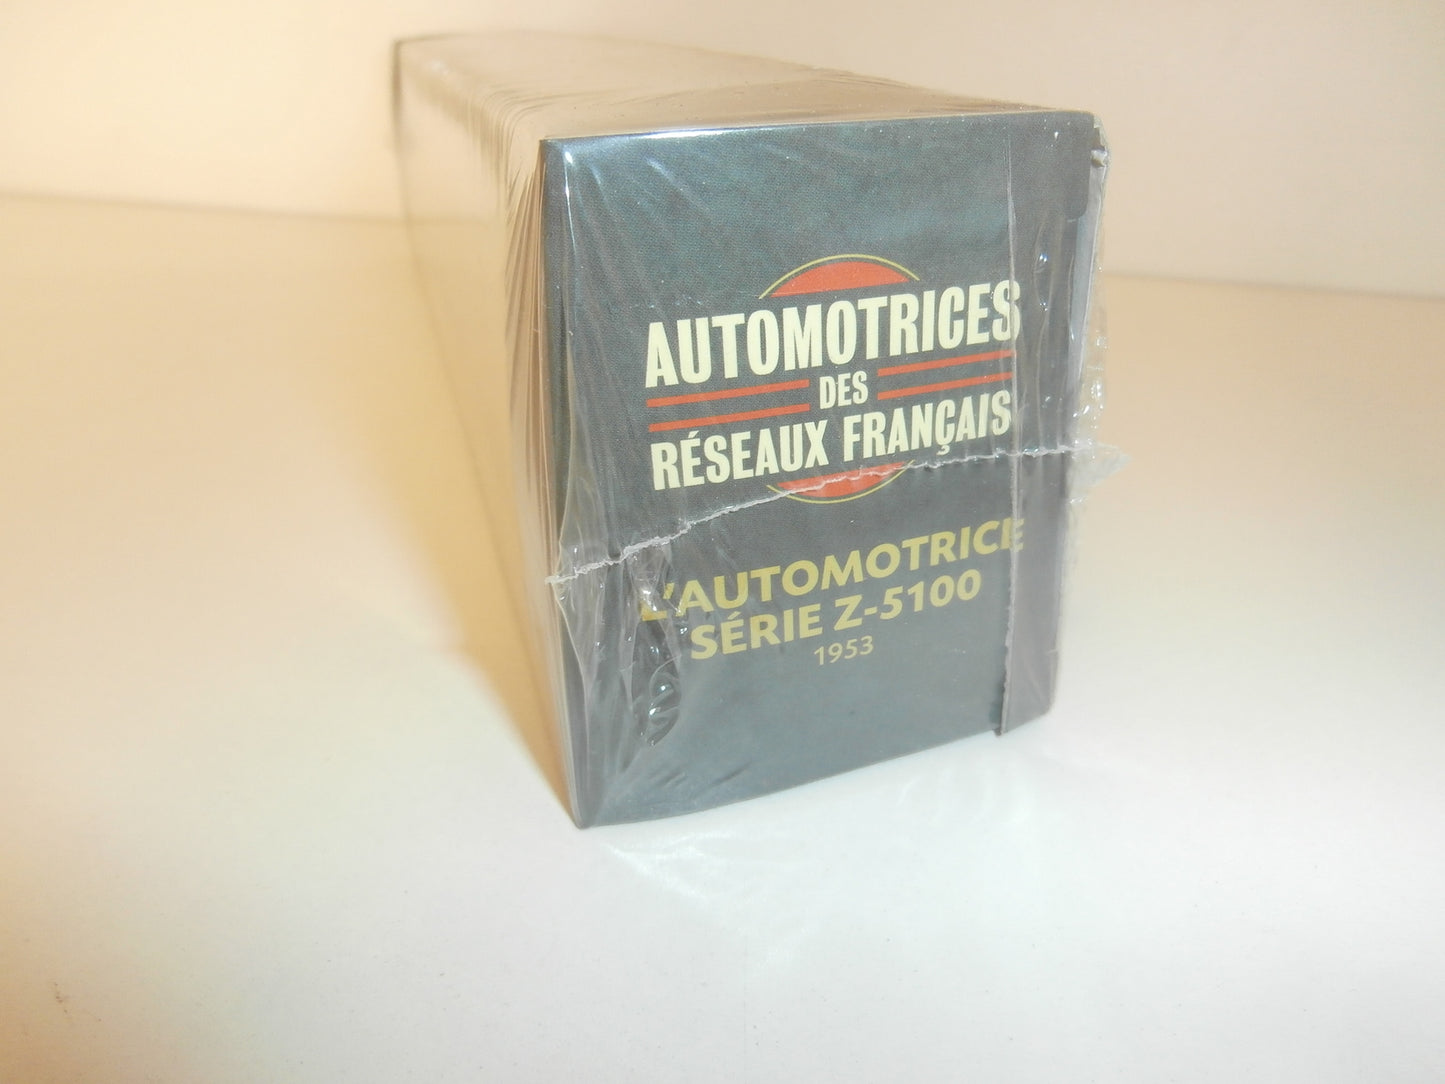 AUTOMOTRICES
DES
RÉSEAUX FRANÇAIS
L'AUTOMOTRICE
SÉRIE Z-5100
1953